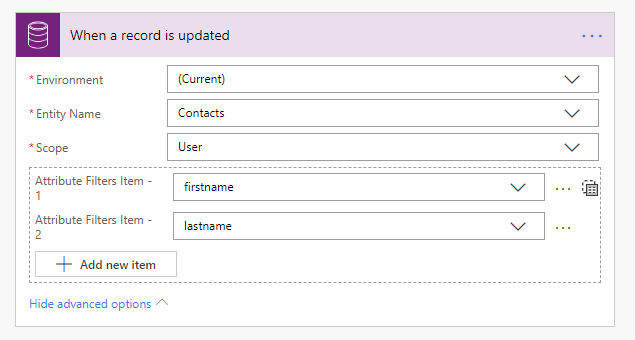 When a record is updated
* Environment
(Current)
* Entity Name
Contacts
* Scope
User
Attribute Filters Item -
1
firstname
Attribute Filters Item -
2
lastname
Add new item
Hide advanced options